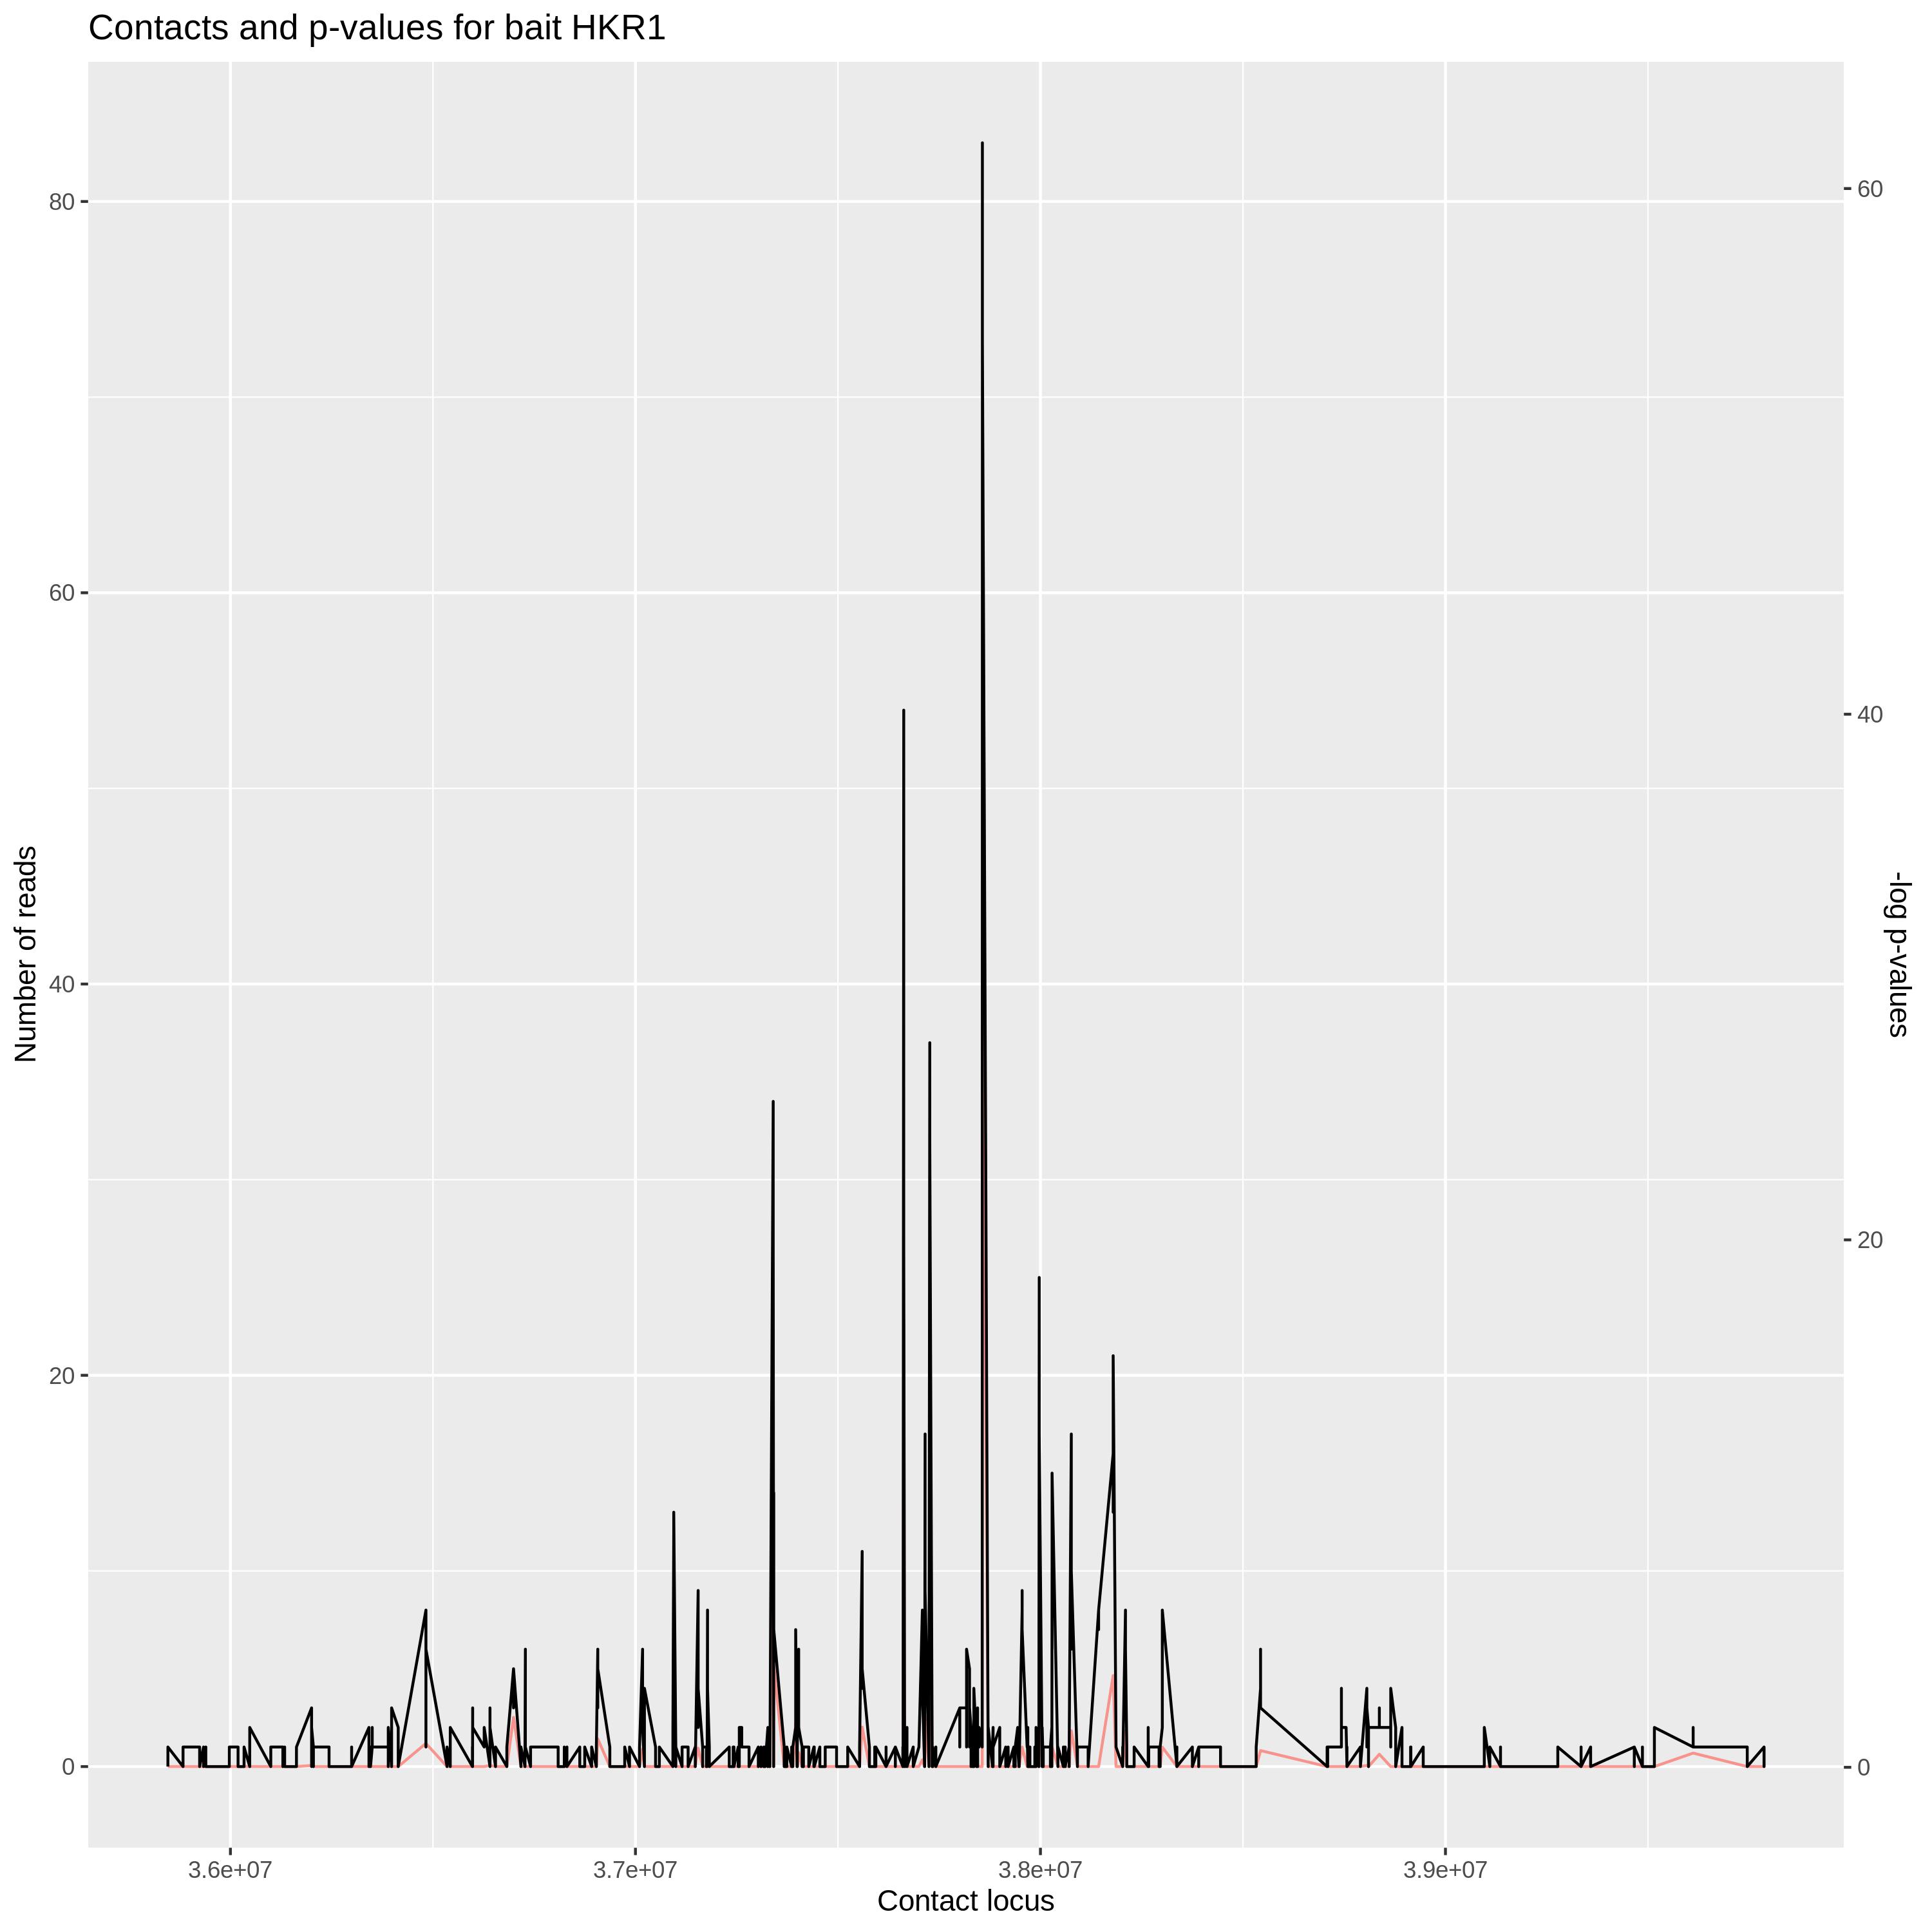 Contacts and p-values for bait HKR1
80
60
40
20
0
Number of reads
60
40
20
0
-log p-values
3.6e+07
3.7e+07
3.8e+07
3.9e+07
Contact locus